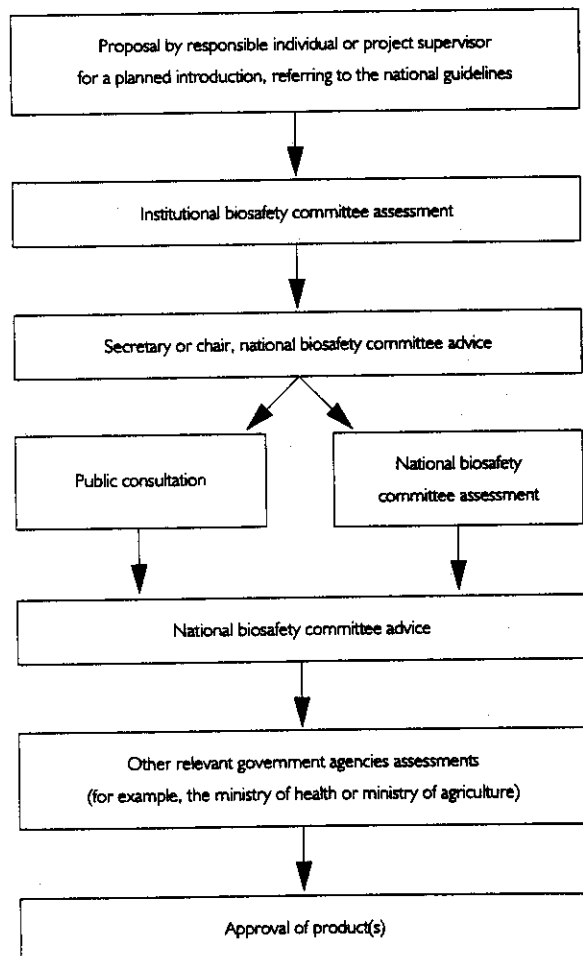 Proposal by responsible individual or project supervisor
for a planned introduction, referring to the national guidelines
Institutional biosafety committee assessment
Secretary or chair, national biosafety committee advice
Public consultation
National biosafety
committee assessment
National biosafety committee advice
Other relevant government agencies assessments
(for example, the ministry of health or ministry of agriculture)
Approval of product(s)